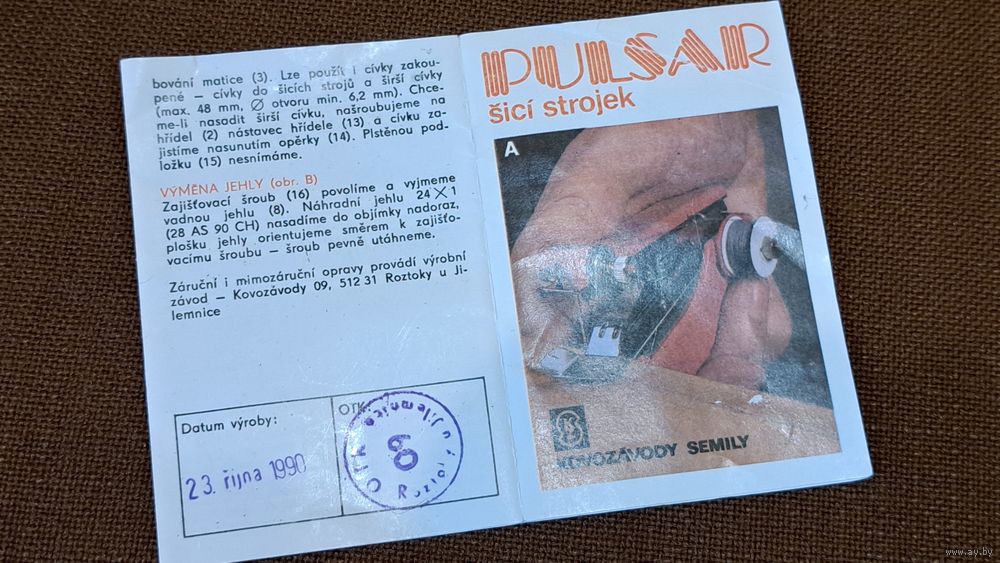 bování matice (3). Lze použít i cívky zakou-
pené – cívky do šicích strojů a širší cívky
(max. 48 mm, ∅ otvoru min. 6,2 mm). Chce-
me-li nasadit širší cívku, našroubujeme na
hřídel (2) nástavec hřídele (13) a cívku za-
jistíme nasunutím opěrky (14). Plstěnou pod-
ložku (15) nesnímáme.
VÝMĚNA JEHLY (obr. B)
Zajišťovací šroub (16) povolíme a vyjmeme
vadnou jehlu (8). Náhradní jehlu 24×1
(28 AS 90 CH) nasadíme do objímky nadoraz,
plošku jehly orientujeme směrem k zajišťo-
vacímu šroubu – šroub pevně utáhneme.
Záruční i mimozáruční opravy provádí výrobní
závod – Kovozávody 09, 512 31 Roztoky u Ji-
lemnice
Datum výroby:
23. října 1990
OTK:
8
PULSAR
šicí strojek
A
KOVOZÁVODY SEMILY
www.ay.by